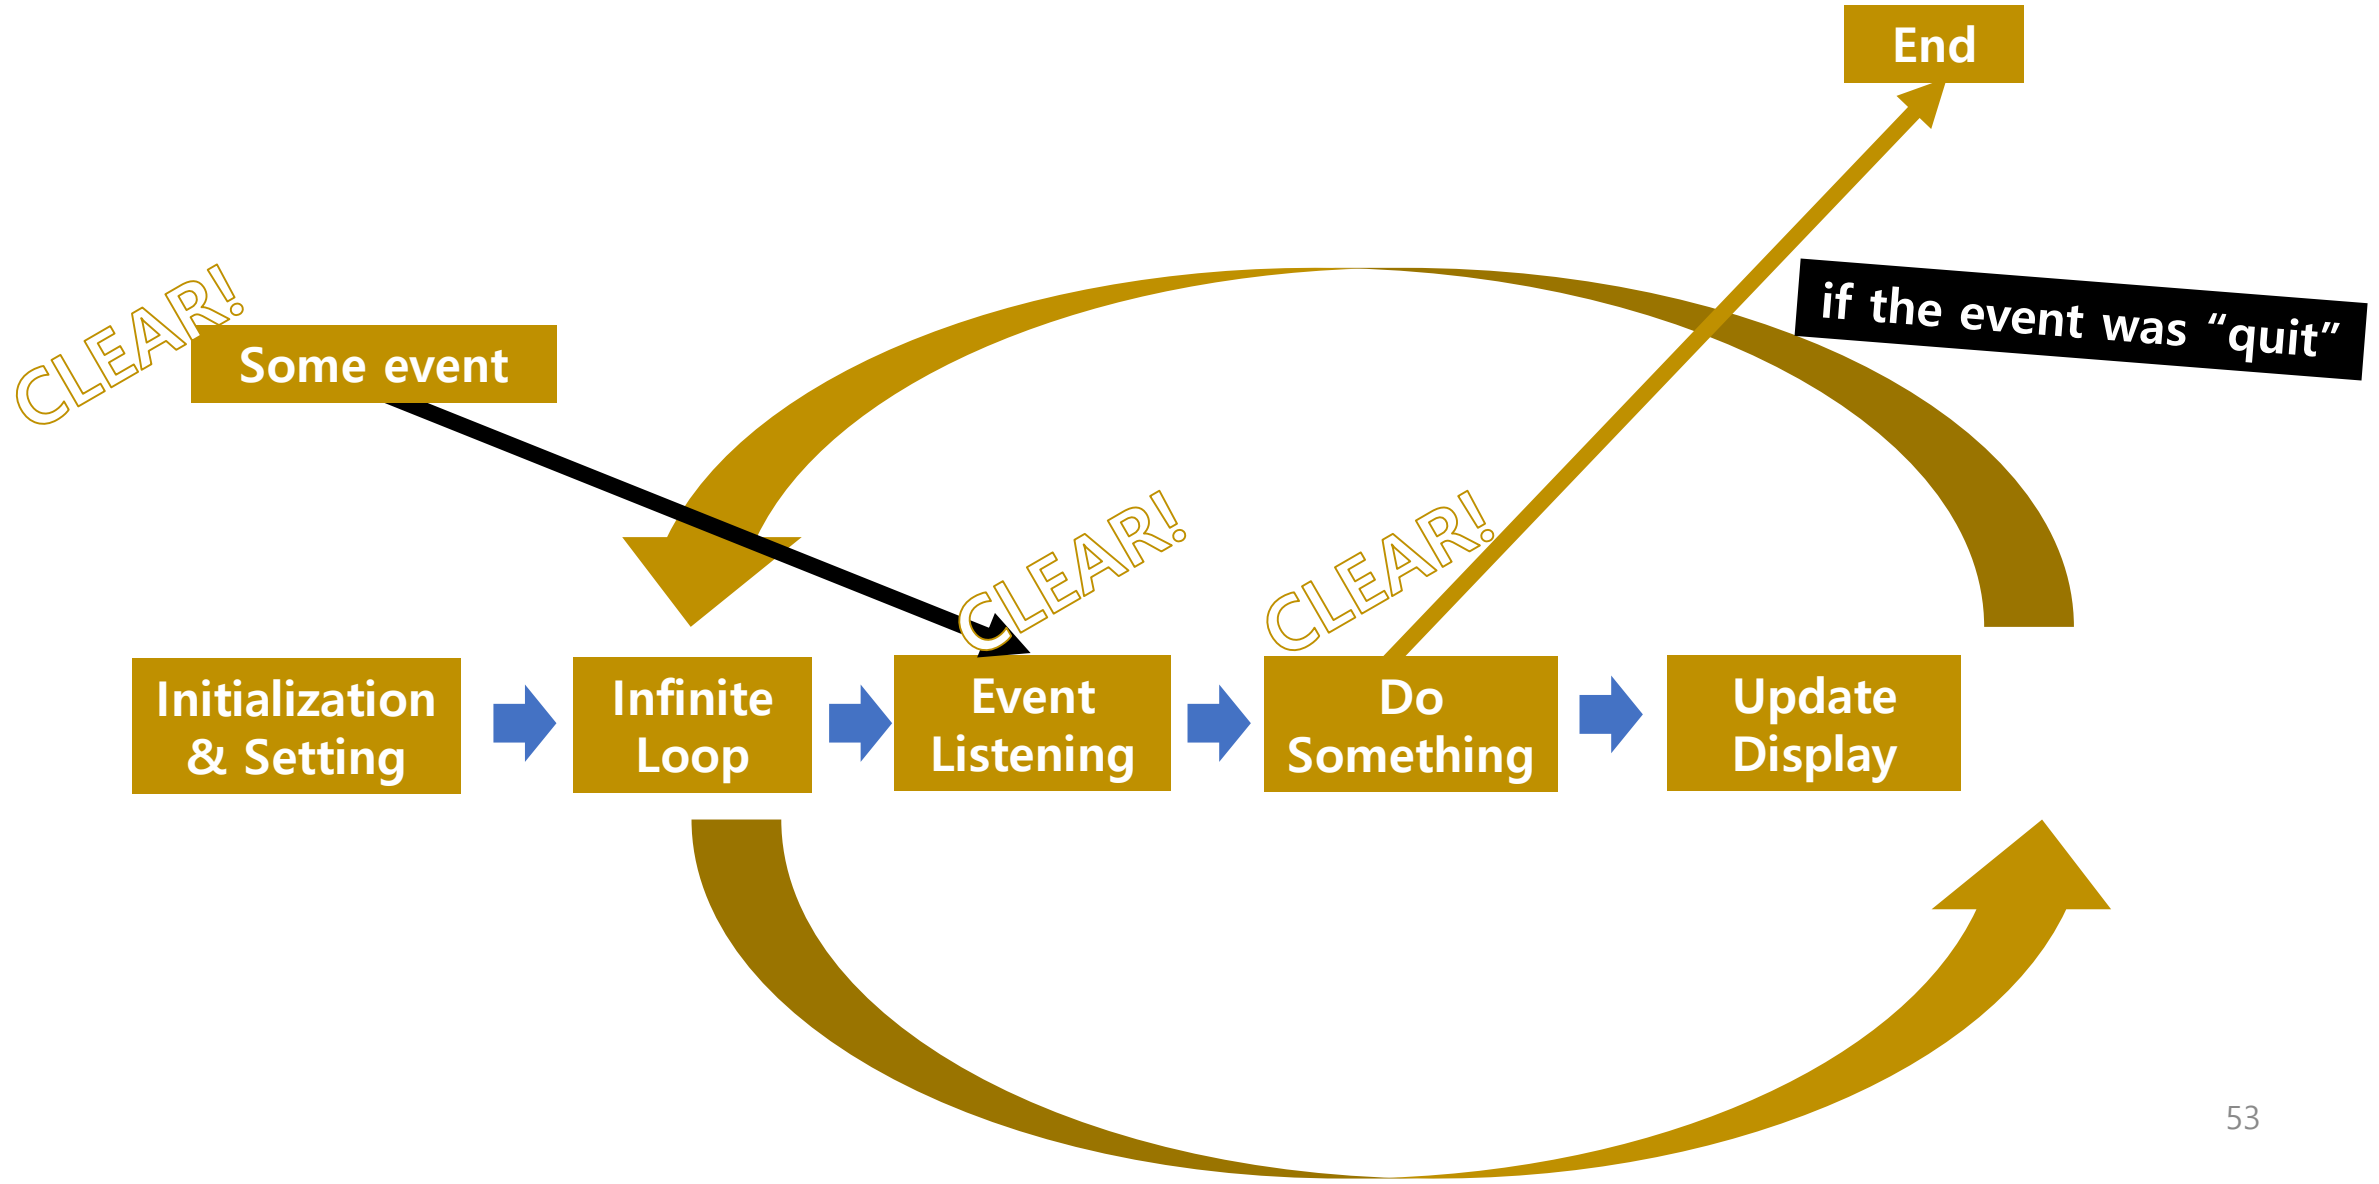 End
if the event was “quit”
CLEAR!
Some event
CLEAR!
CLEAR!
Initialization
& Setting
Infinite
Loop
Event
Listening
Do
Something
Update
Display
53